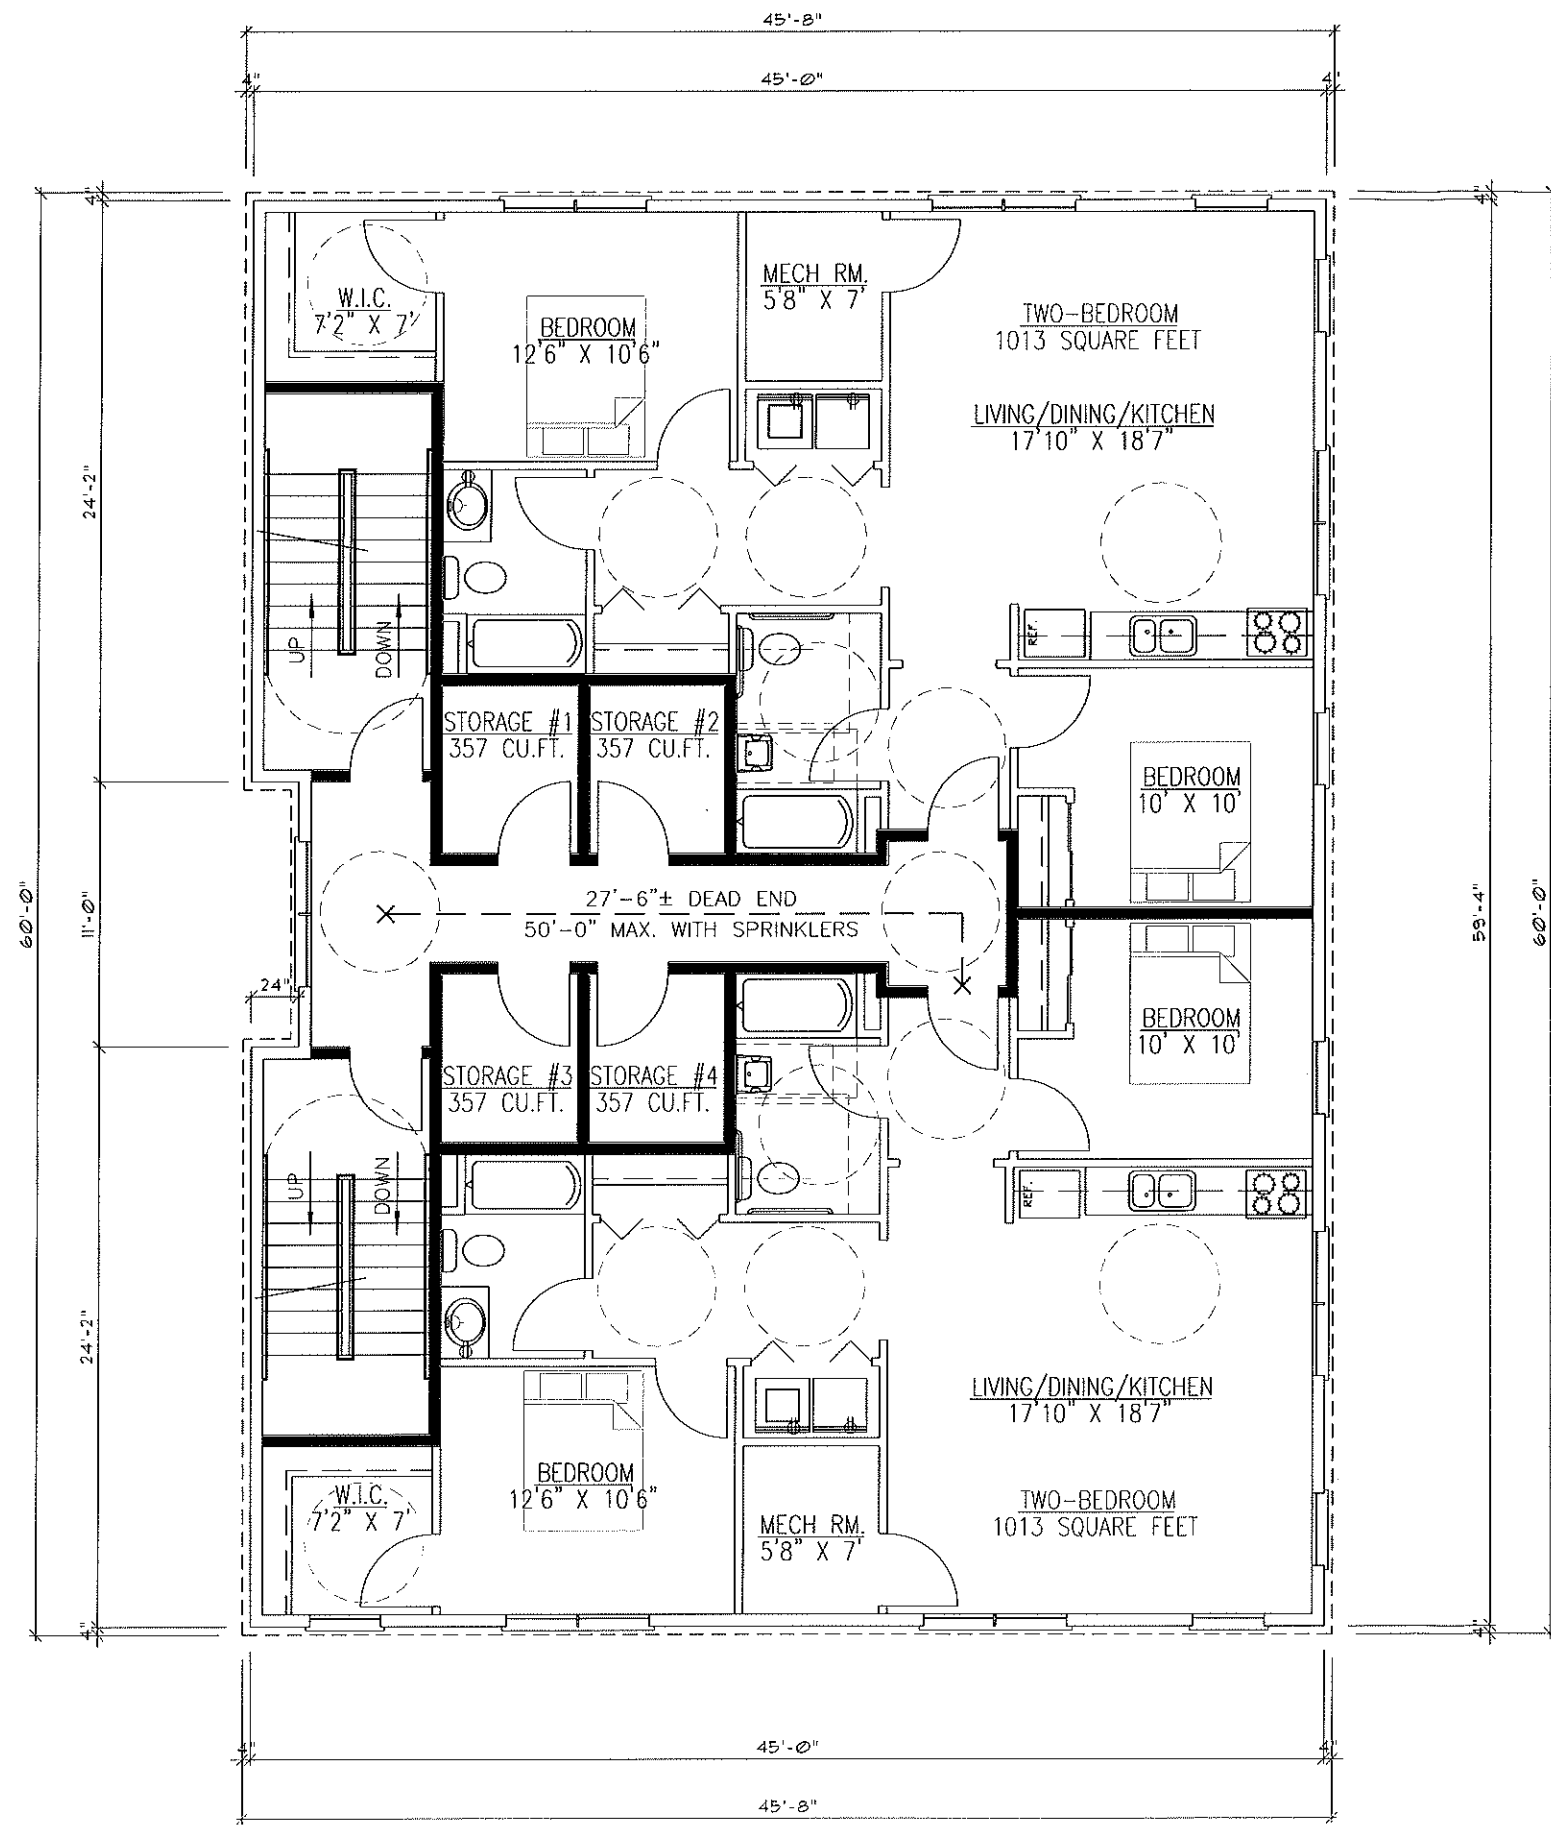 45'-8"
4"
45'-0"
4"
4"
4"
W.I.C.
7'2" X 7'
BEDROOM
12'6" X 10'6"
MECH RM.
5'8" X 7'
TWO-BEDROOM
1013 SQUARE FEET
LIVING/DINING/KITCHEN
17'10" X 18'7"
24'-2"
UP
DOWN
REF.
STORAGE #1
357 CU.FT.
STORAGE #2
357 CU.FT.
BEDROOM
10' X 10'
60'-0"
11'-0"
27'-6"± DEAD END
50'-0" MAX. WITH SPRINKLERS
59'-4"
60'-0"
24"
BEDROOM
10' X 10'
STORAGE #3
357 CU.FT.
STORAGE #4
357 CU.FT.
UP
DOWN
REF.
24'-2"
LIVING/DINING/KITCHEN
17'10" X 18'7"
W.I.C.
7'2" X 7'
BEDROOM
12'6" X 10'6"
MECH RM.
5'8" X 7'
TWO-BEDROOM
1013 SQUARE FEET
4"
4"
4"
45'-0"
4"
45'-8"